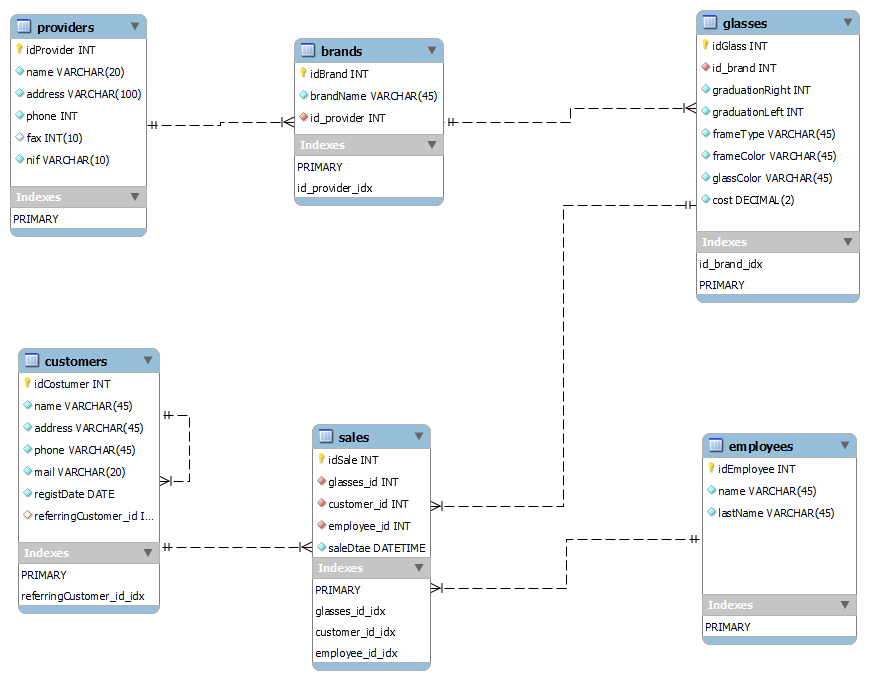 providers
idProvider INT
name VARCHAR(20)
address VARCHAR(100)
phone INT
fax INT(10)
nif VARCHAR(10)
Indexes
PRIMARY
brands
idBrand INT
brandName VARCHAR(45)
id_provider INT
Indexes
PRIMARY
id_provider_idx
glasses
idGlass INT
id_brand INT
graduationRight INT
graduationLeft INT
frameType VARCHAR(45)
frameColor VARCHAR(45)
glassColor VARCHAR(45)
cost DECIMAL(2)
Indexes
id_brand_idx
PRIMARY
customers
idCostumer INT
name VARCHAR(45)
address VARCHAR(45)
phone VARCHAR(45)
mail VARCHAR(20)
registDate DATE
referringCustomer_id I...
Indexes
PRIMARY
referringCustomer_id_idx
sales
idSale INT
glasses_id INT
customer_id INT
employee_id INT
saleDtae DATETIME
Indexes
PRIMARY
glasses_id_idx
customer_id_idx
employee_id_idx
employees
idEmployee INT
name VARCHAR(45)
lastName VARCHAR(45)
Indexes
PRIMARY